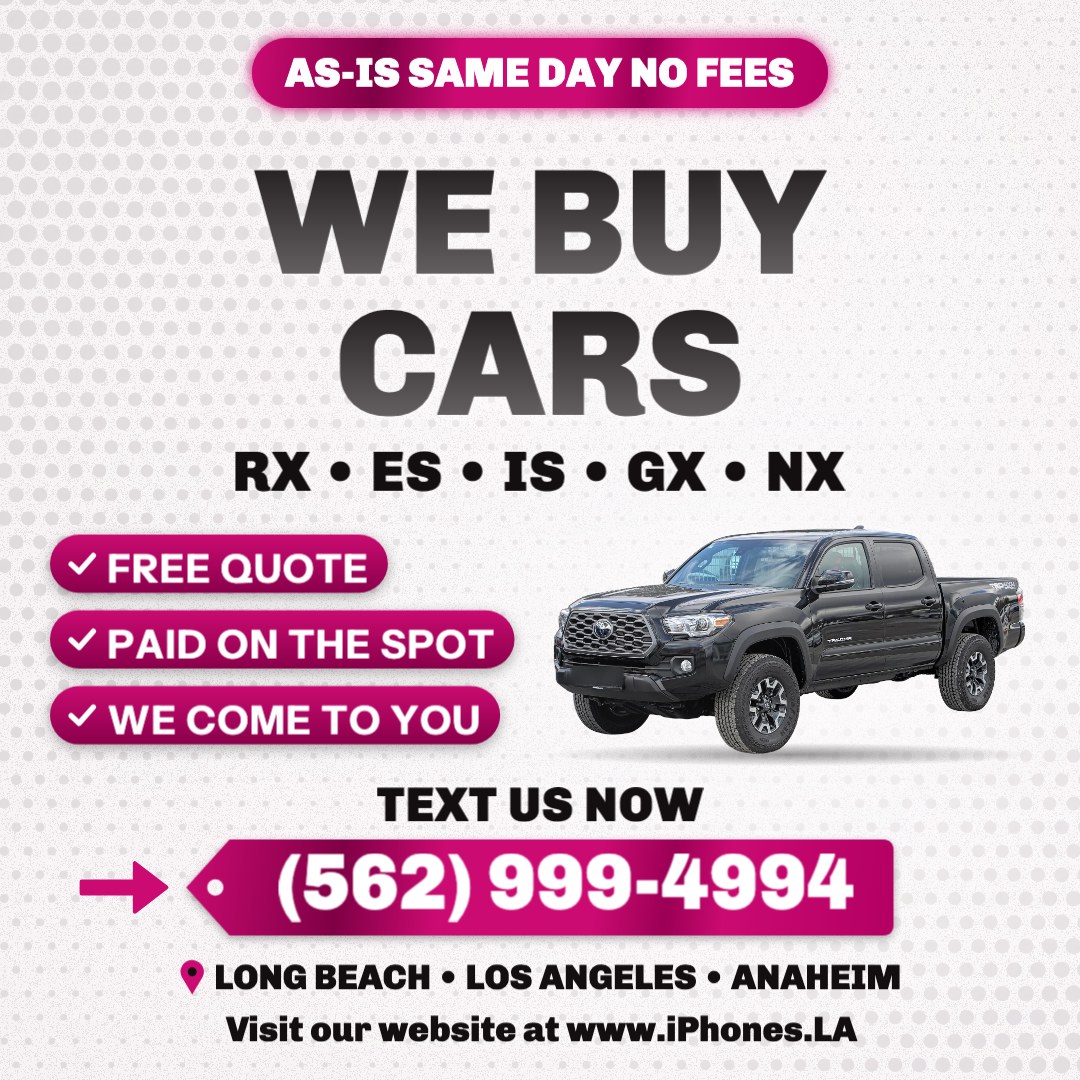 AS-IS SAME DAY NO FEES
WE BUY
CARS
RX • ES • IS • GX • NX
FREE QUOTE
PAID ON THE SPOT
WE COME TO YOU
TEXT US NOW
(562) 999-4994
LONG BEACH • LOS ANGELES • ANAHEIM
Visit our website at www.iPhones.LA